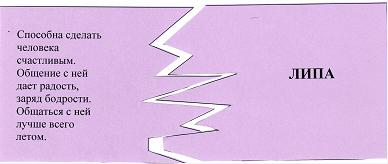 Способна сделать
человека
счастливым.
Общение с ней
дает радость,
заряд бодрости.
Общаться с ней
лучше всего
летом.
ЛИПА